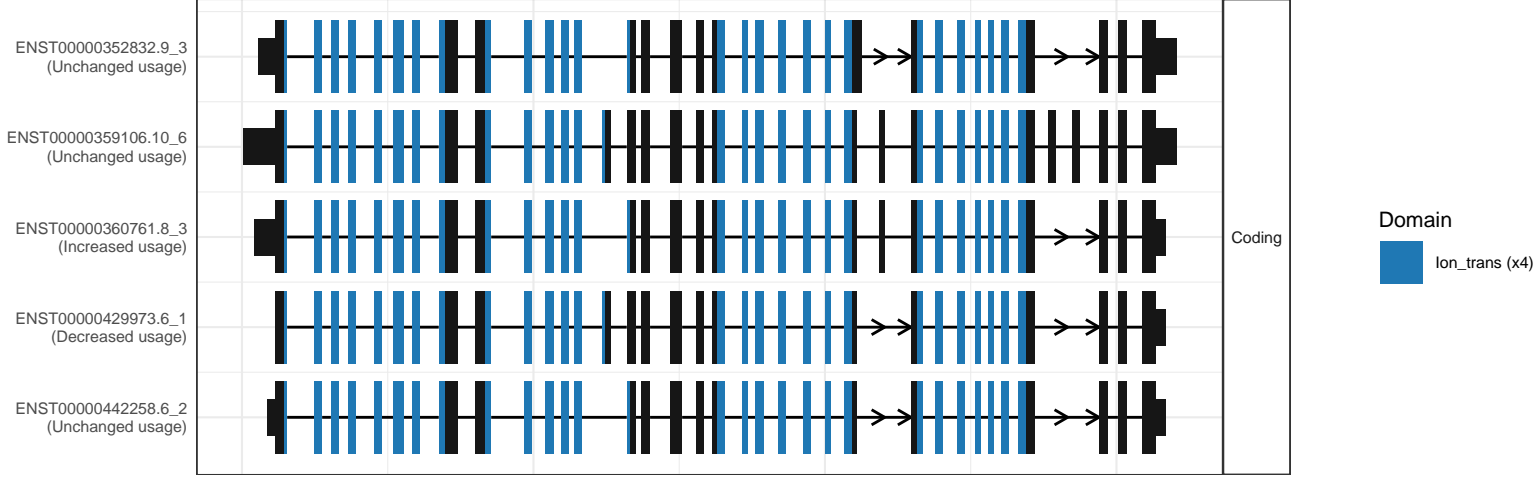 ENST00000352832.9_3
(Unchanged usage)
ENST00000359106.10_6
(Unchanged usage)
ENST00000360761.8_3
(Increased usage)
ENST00000429973.6_1
(Decreased usage)
ENST00000442258.6_2
(Unchanged usage)
Coding
Domain
Ion_trans (x4)